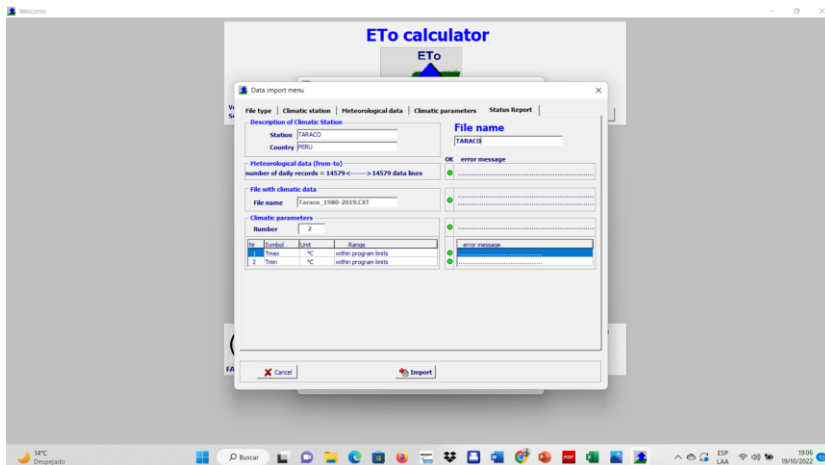 Welcome
ETo calculator
ETo
Data import menu
File type | Climatic station | Meteorological data | Climatic parameters | Status Report
Description of Climatic Station
Station TARACO
Country PERU
File name
TARACO
OK error message
Meteorological data (from-to)
number of daily records = 14579 <------> 14579 data lines
File with climatic data
File name Taraco_1980-2019.CXT
Climatic parameters
Number 2
Nr Symbol Unit Range error message
1 Tmax °C within program limits
2 Tmin °C within program limits
Cancel
Import
14°C
Despejado
Buscar
ESP
LAA
19:06
19/10/2022